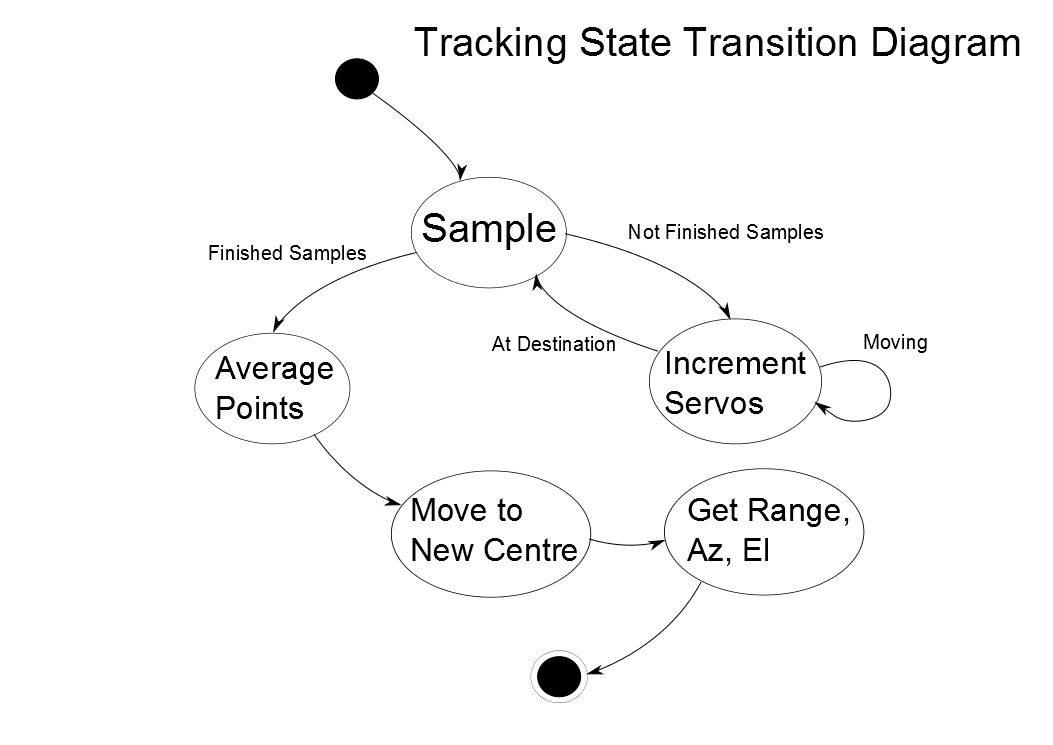 Tracking State Transition Diagram
Sample
Not Finished Samples
Finished Samples
At Destination
Moving
Increment
Servos
Average
Points
Move to
New Centre
Get Range,
Az, El